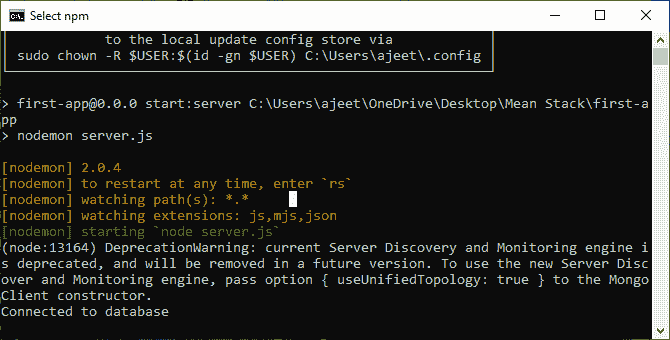 Select npm
to the local update config store via
sudo chown -R $USER:$(id -gn $USER) C:\Users\ajeet\.config
> first-app@0.0.0 start:server C:\Users\ajeet\OneDrive\Desktop\Mean Stack\first-a
pp
> nodemon server.js
[nodemon] 2.0.4
[nodemon] to restart at any time, enter `rs`
[nodemon] watching path(s): *.*
[nodemon] watching extensions: js,mjs,json
[nodemon] starting `node server.js`
(node:13164) DeprecationWarning: current Server Discovery and Monitoring engine i
s deprecated, and will be removed in a future version. To use the new Server Disc
over and Monitoring engine, pass option { useUnifiedTopology: true } to the Mongo
Client constructor.
Connected to database